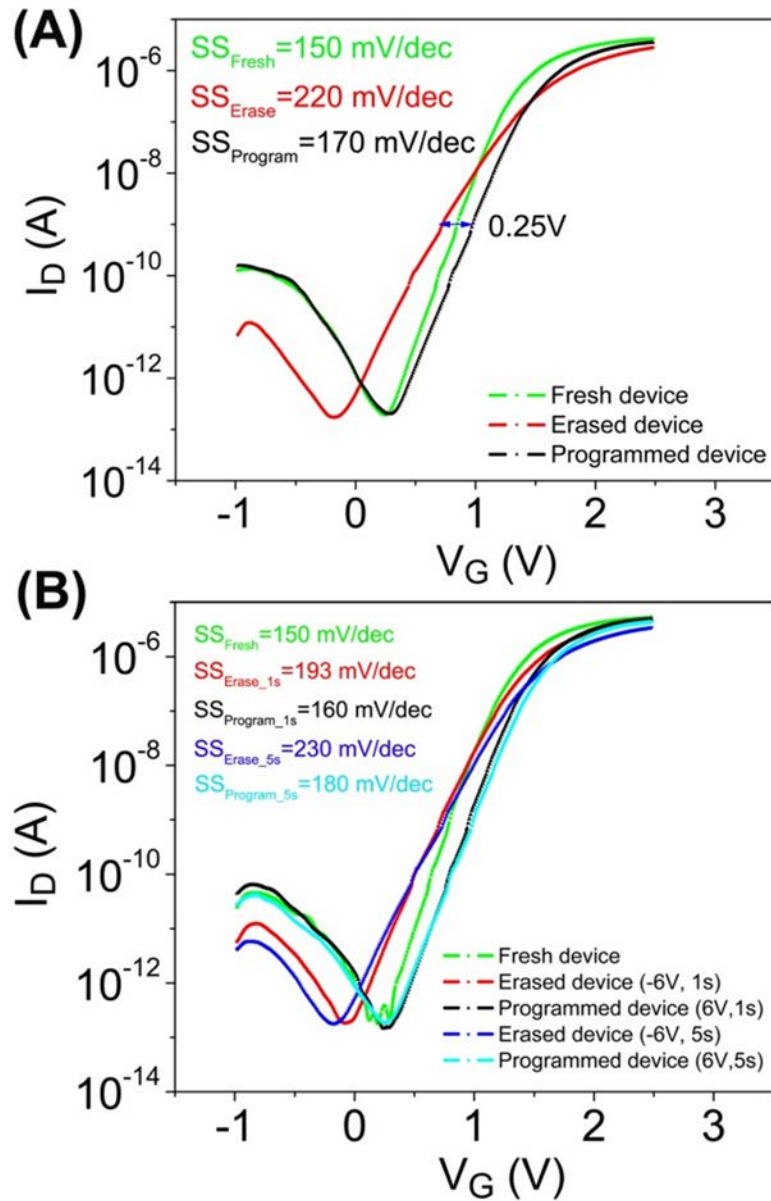 (A)
SS_Fresh=150 mV/dec
SS_Erase=220 mV/dec
SS_Program=170 mV/dec
0.25V
10^-6
10^-8
10^-10
10^-12
10^-14
I_D (A)
Fresh device
Erased device
Programmed device
-1 0 1 2 3
V_G (V)
(B)
SS_Fresh=150 mV/dec
SS_Erase_1s=193 mV/dec
SS_Program_1s=160 mV/dec
SS_Erase_5s=230 mV/dec
SS_Program_5s=180 mV/dec
10^-6
10^-8
10^-10
10^-12
10^-14
I_D (A)
Fresh device
Erased device (-6V, 1s)
Programmed device (6V,1s)
Erased device (-6V, 5s)
Programmed device (6V,5s)
-1 0 1 2 3
V_G (V)